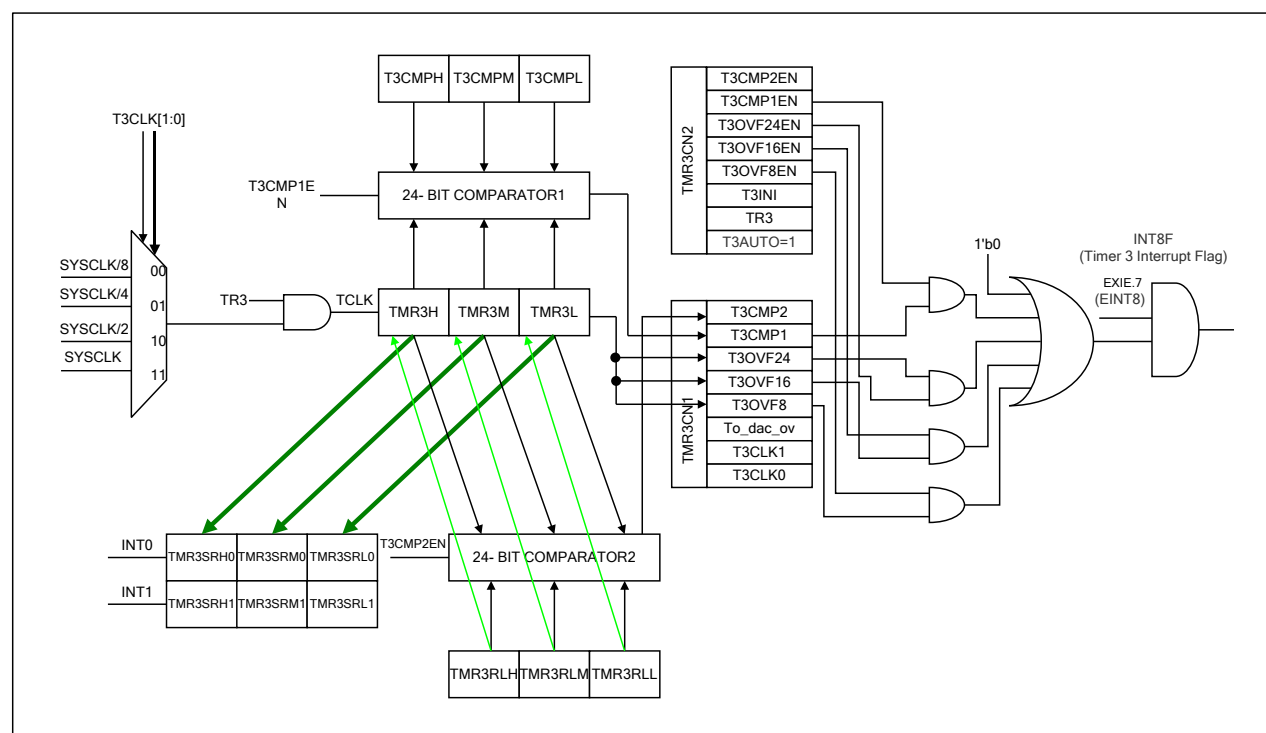 T3CMPH T3CMPM T3CMPL
T3CLK[1:0]
T3CMP1E
N
24- BIT COMPARATOR1
SYSCLK/8
SYSCLK/4
SYSCLK/2
SYSCLK
00
01
10
11
TR3
TCLK
TMR3H TMR3M TMR3L
TMR3CN2
T3CMP2EN
T3CMP1EN
T3OVF24EN
T3OVF16EN
T3OVF8EN
T3INI
TR3
T3AUTO=1
TMR3CN1
T3CMP2
T3CMP1
T3OVF24
T3OVF16
T3OVF8
To_dac_ov
T3CLK1
T3CLK0
1'b0
INT8F
(Timer 3 Interrupt Flag)
EXIE.7
(EINT8)
INT0
TMR3SRH0 TMR3SRM0 TMR3SRL0
INT1
TMR3SRH1 TMR3SRM1 TMR3SRL1
T3CMP2EN
24- BIT COMPARATOR2
TMR3RLH TMR3RLM TMR3RLL